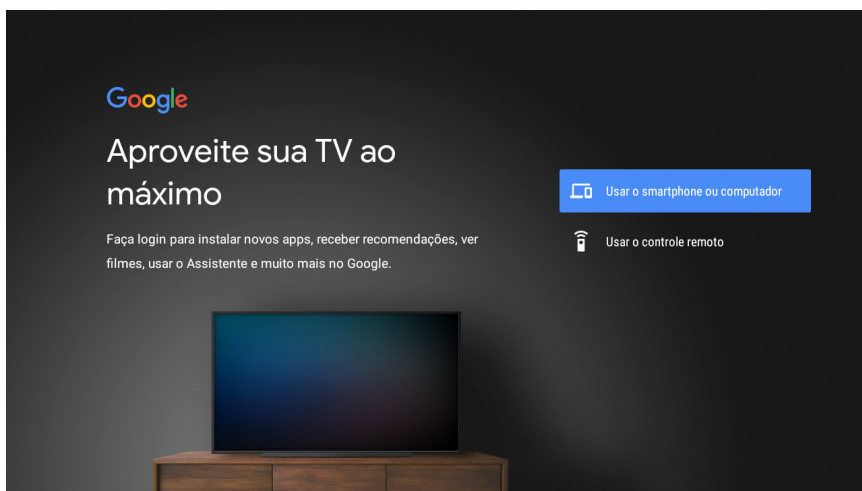 Google
Aproveite sua TV ao
máximo
Faça login para instalar novos apps, receber recomendações, ver
filmes, usar o Assistente e muito mais no Google.
Usar o smartphone ou computador
Usar o controle remoto